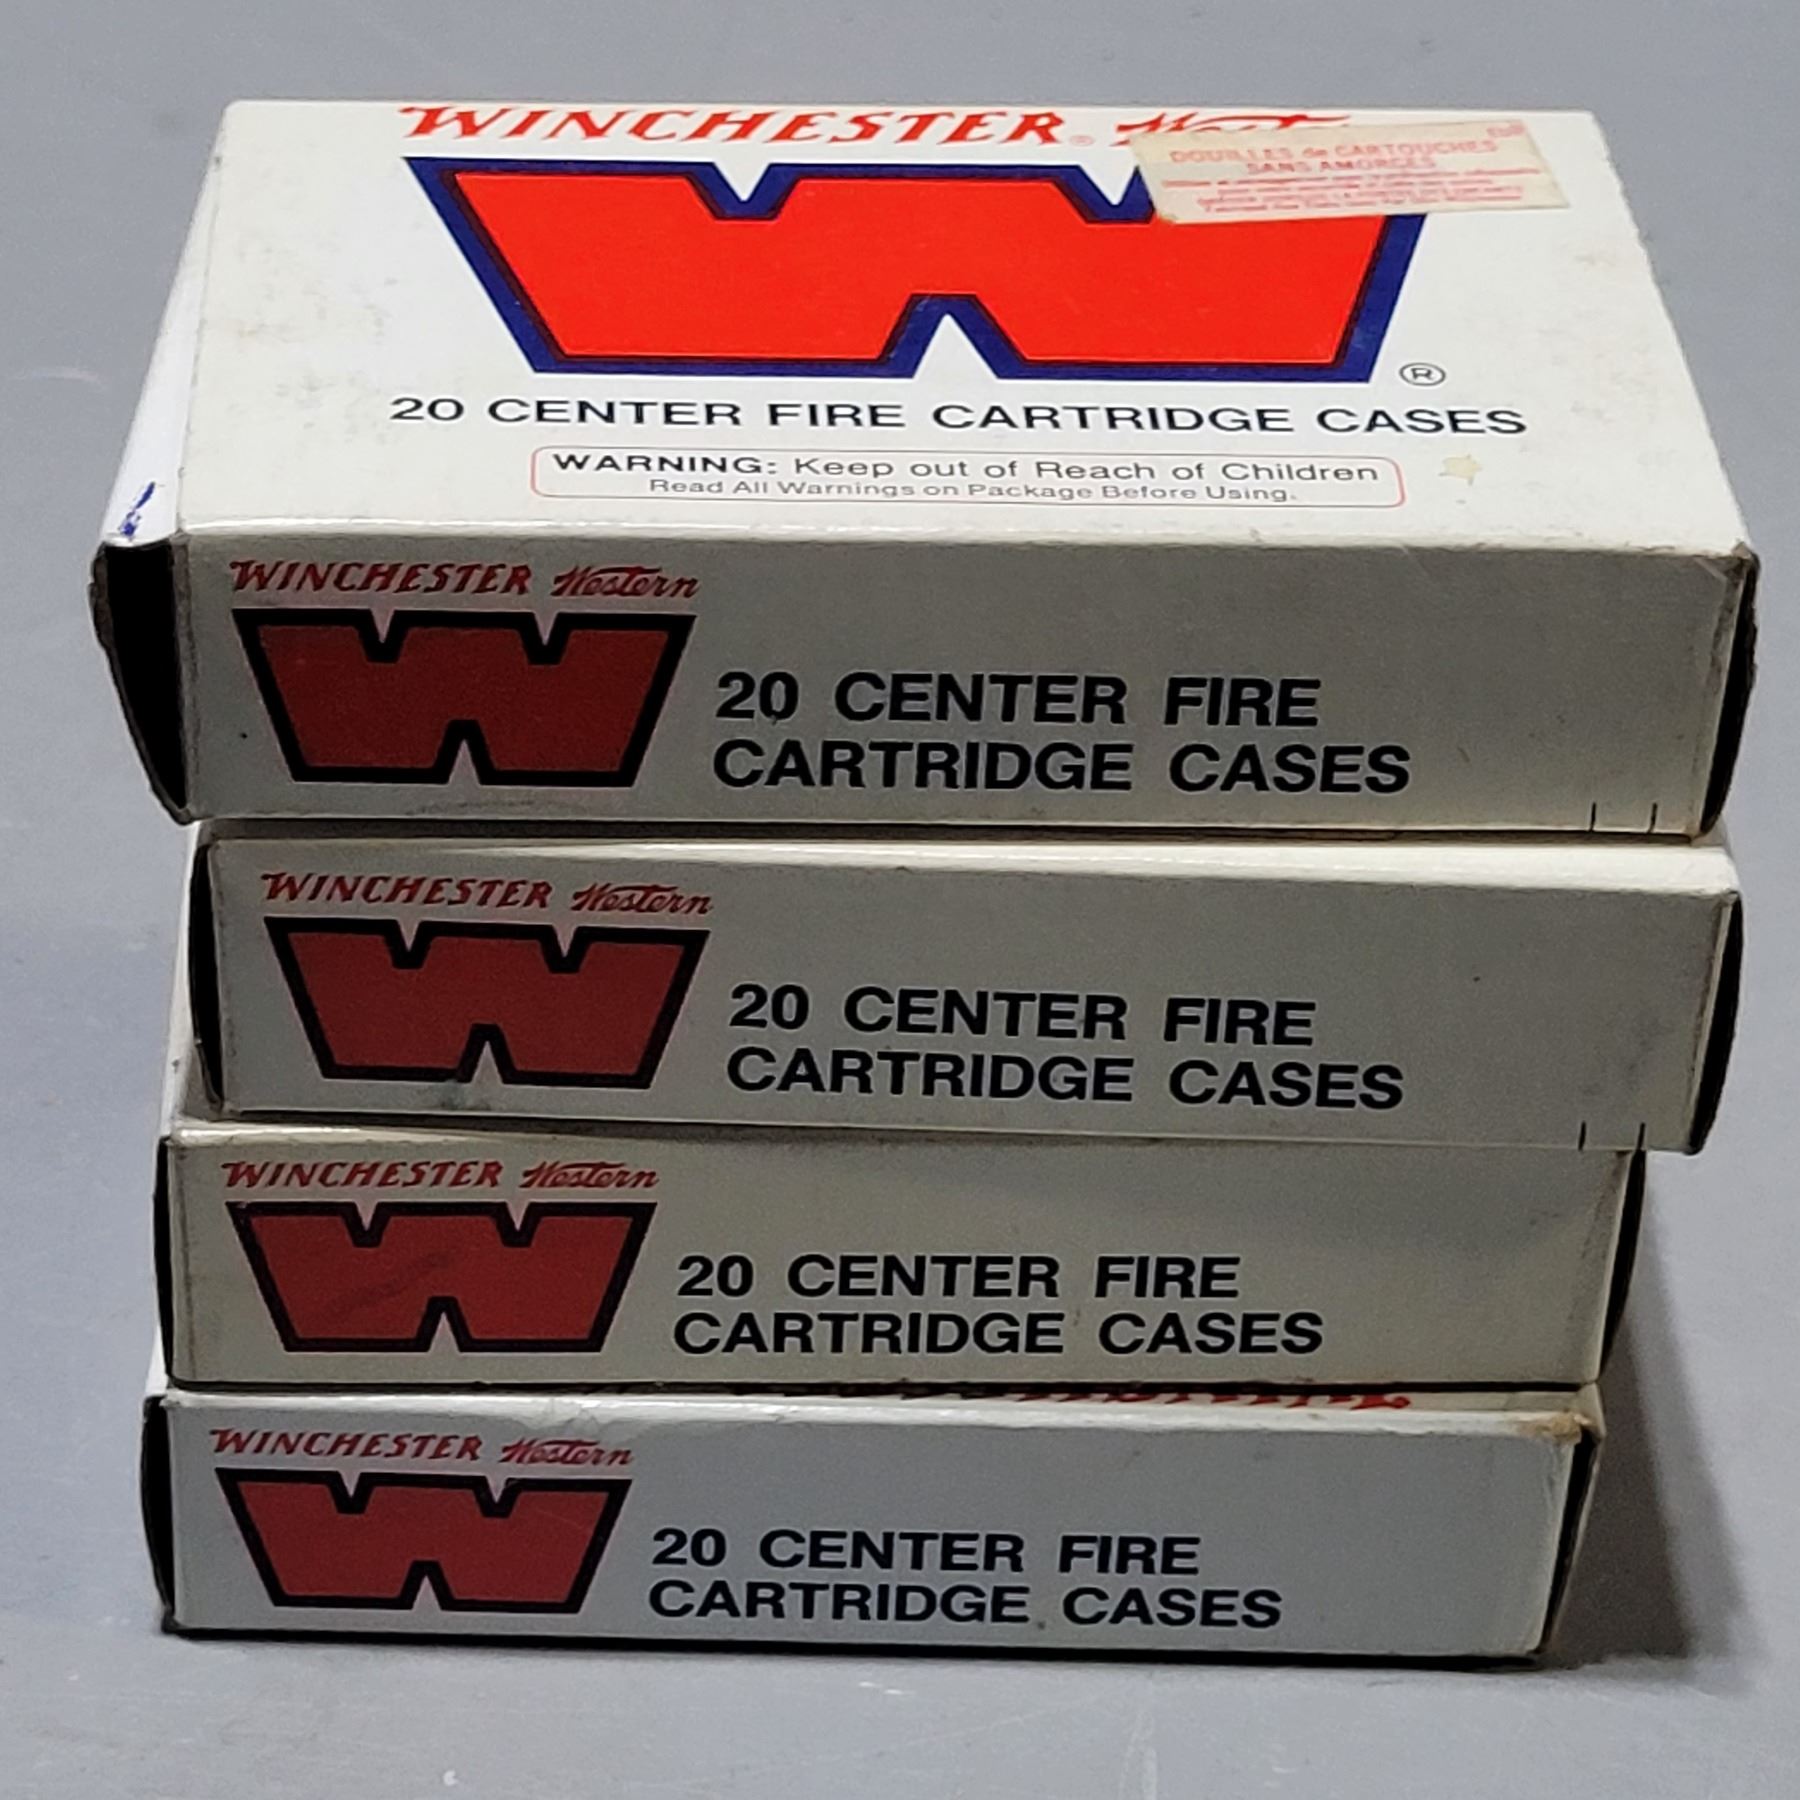 WINCHESTER® Western
DOUILLES de CARTOUCHES
SANS AMORCES
W
®
20 CENTER FIRE CARTRIDGE CASES
WARNING: Keep out of Reach of Children
Read All Warnings on Package Before Using.
WINCHESTER Western
W
20 CENTER FIRE
CARTRIDGE CASES
WINCHESTER Western
W
20 CENTER FIRE
CARTRIDGE CASES
WINCHESTER Western
W
20 CENTER FIRE
CARTRIDGE CASES
WINCHESTER Western
W
20 CENTER FIRE
CARTRIDGE CASES